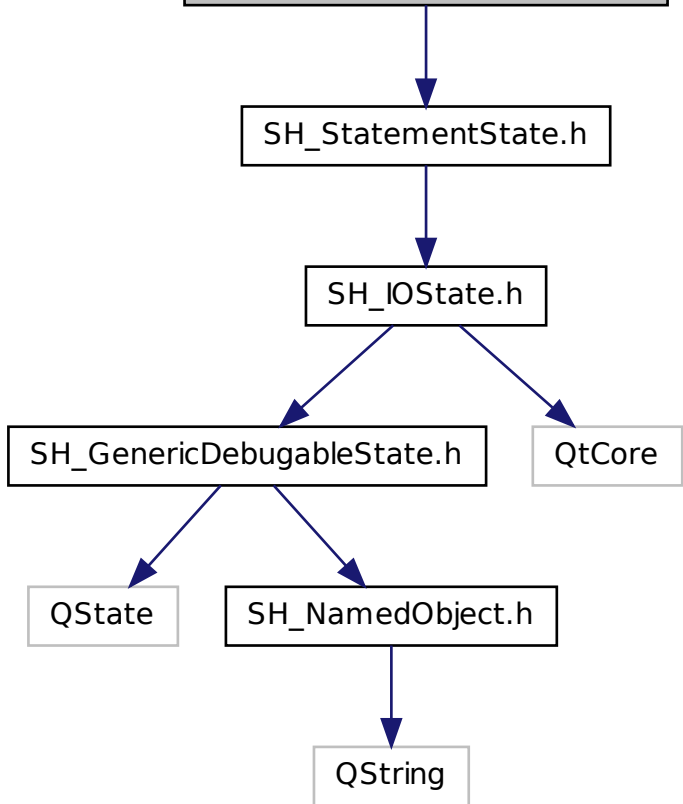 SH_StatementState.h
SH_IOState.h
SH_GenericDebugableState.h
QtCore
QState
SH_NamedObject.h
QString